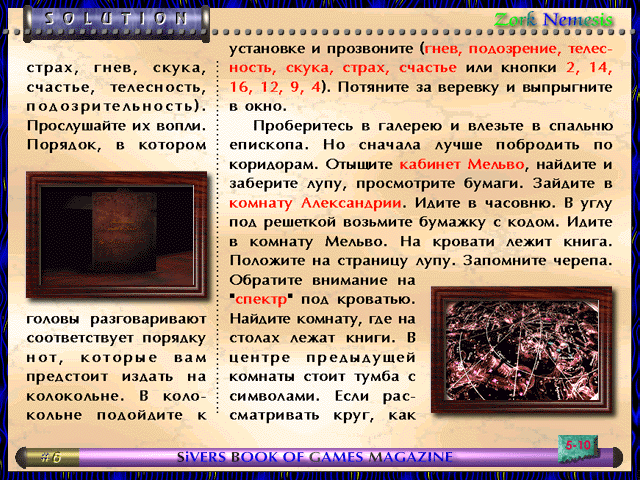 SOLUTION
Zork Nemesis
страх, гнев, скука,
счастье, телесность,
подозрительность).
Прослушайте их вопли.
Порядок, в котором
головы разговаривают
соответствует порядку
нот, которые вам
предстоит издать на
колокольне. В коло-
кольне подойдите к
установке и прозвоните (гнев, подозрение, телес-
ность, скука, страх, счастье или кнопки 2, 14,
16, 12, 9, 4). Потяните за веревку и выпрыгните
в окно.
Проберитесь в галерею и влезьте в спальню
епископа. Но сначала лучше побродить по
коридорам. Отыщите кабинет Мельво, найдите и
заберите лупу, просмотрите бумаги. Зайдите в
комнату Александрии. Идите в часовню. В углу
под решеткой возьмите бумажку с кодом. Идите
в комнату Мельво. На кровати лежит книга.
Положите на страницу лупу. Запомните черепа.
Обратите внимание на
"спектр" под кроватью.
Найдите комнату, где на
столах лежат книги. В
центре предыдущей
комнаты стоит тумба с
символами. Если рас-
сматривать круг, как
#6
SiVERS BOOK OF GAMES MAGAZINE
5-10